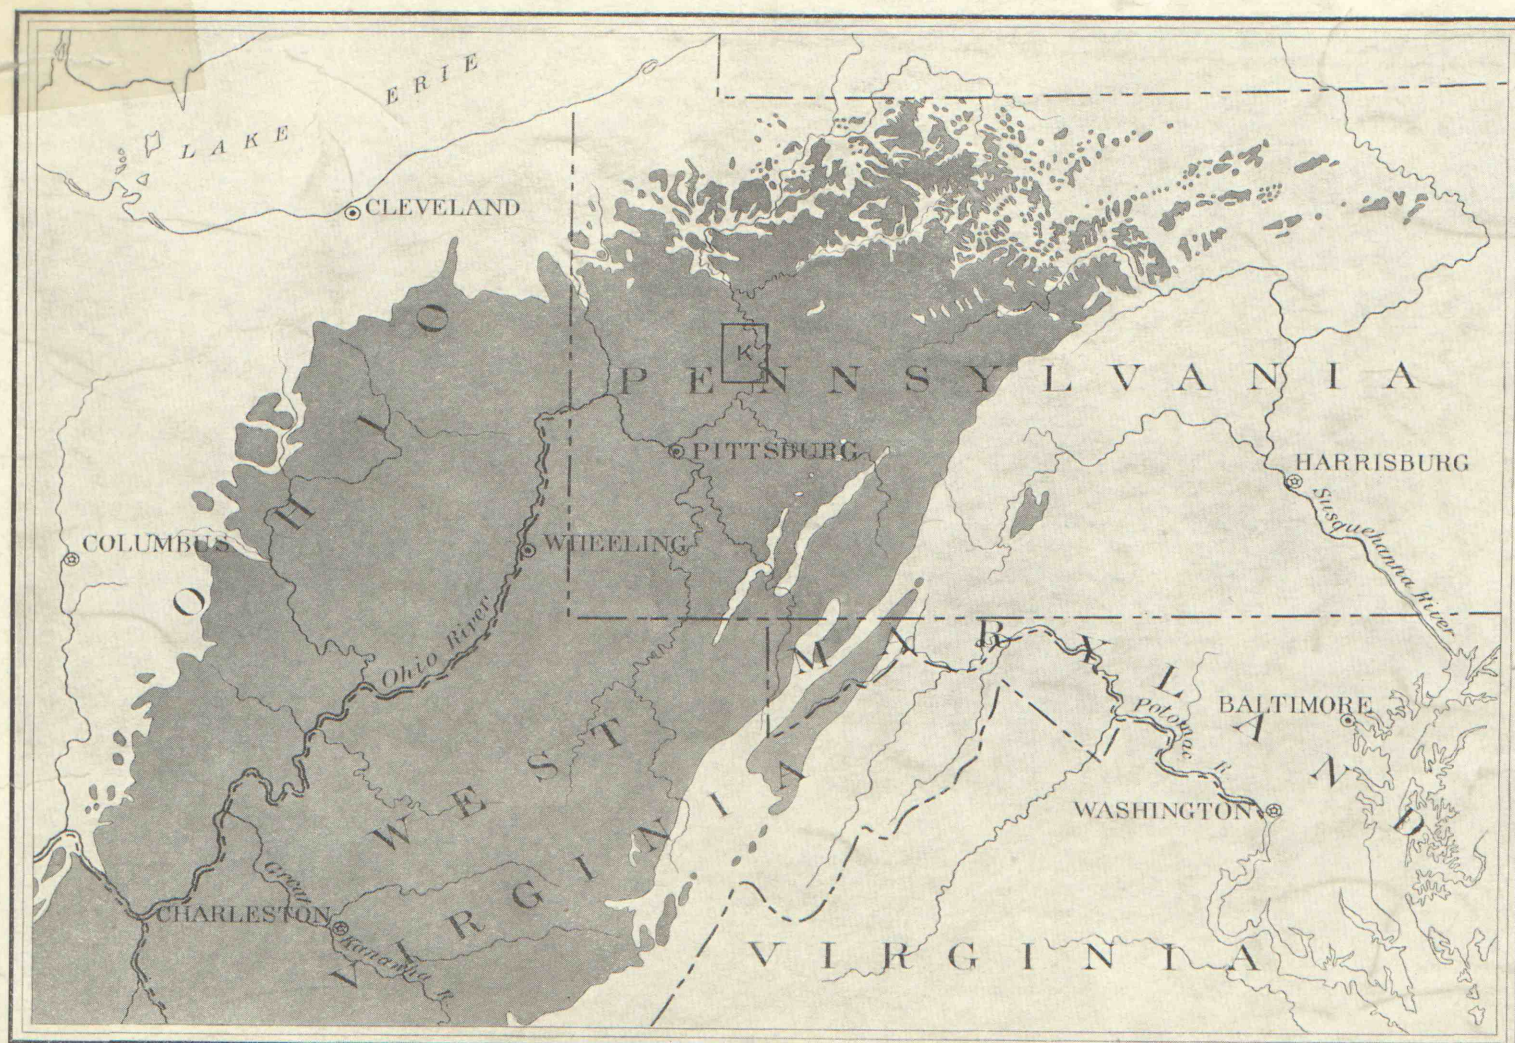 LAKE ERIE
CLEVELAND
OHIO
K
PENNSYLVANIA
PITTSBURG
HARRISBURG
Susquehanna River
COLUMBUS
WHEELING
Ohio River
MARYLAND
BALTIMORE
Potomac R.
WASHINGTON
WEST VIRGINIA
Great Kanawha R.
CHARLESTON
VIRGINIA